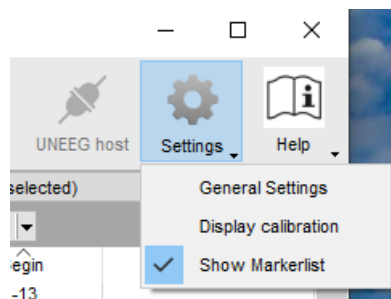 UNEEG host
Settings
Help
selected)
General Settings
Display calibration
Begin
Show Markerlist
-13